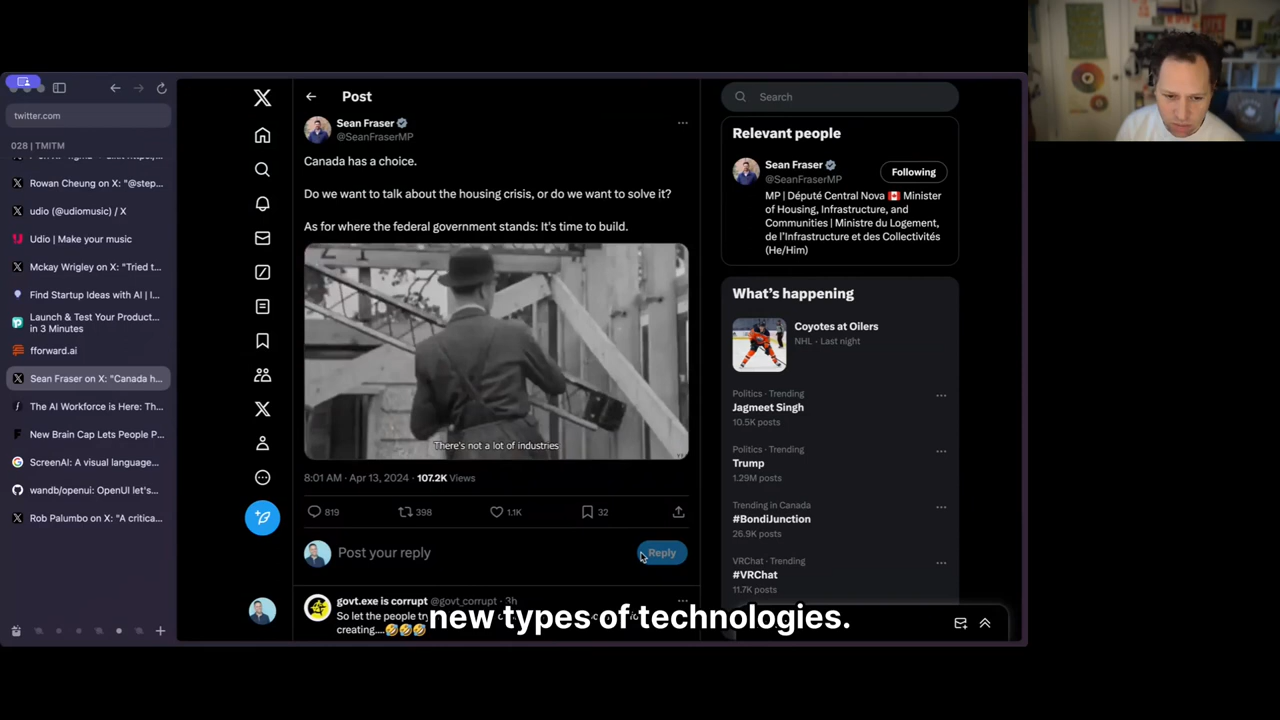 twitter.com
028 | TMITM
Rowan Cheung on X: "@step...
udio (@udiomusic) / X
Udio | Make your music
Mckay Wrigley on X: "Tried t...
Find Startup Ideas with AI | I...
Launch & Test Your Product...
in 3 Minutes
fforward.ai
Sean Fraser on X: "Canada h...
The AI Workforce is Here: Th...
New Brain Cap Lets People P...
ScreenAI: A visual language...
wandb/openui: OpenUI let's...
Rob Palumbo on X: "A critica...
Post
Sean Fraser
@SeanFraserMP
Canada has a choice.
Do we want to talk about the housing crisis, or do we want to solve it?
As for where the federal government stands: It's time to build.
There's not a lot of industries
8:01 AM · Apr 13, 2024 · 107.2K Views
819
398
1.1K
32
Post your reply
Reply
govt.exe is corrupt @govt_corrupt · 3h
So let the people
creating....🤣🤣🤣
new types of technologies.
Search
Relevant people
Sean Fraser
@SeanFraserMP
Following
MP | Député Central Nova 🇨🇦 Minister
of Housing, Infrastructure, and
Communities | Ministre du Logement,
de l'Infrastructure et des Collectivités
(He/Him)
What's happening
Coyotes at Oilers
NHL · Last night
Politics · Trending
Jagmeet Singh
10.5K posts
Politics · Trending
Trump
1.29M posts
Trending in Canada
#BondiJunction
26.9K posts
VRChat · Trending
#VRChat
11.7K posts